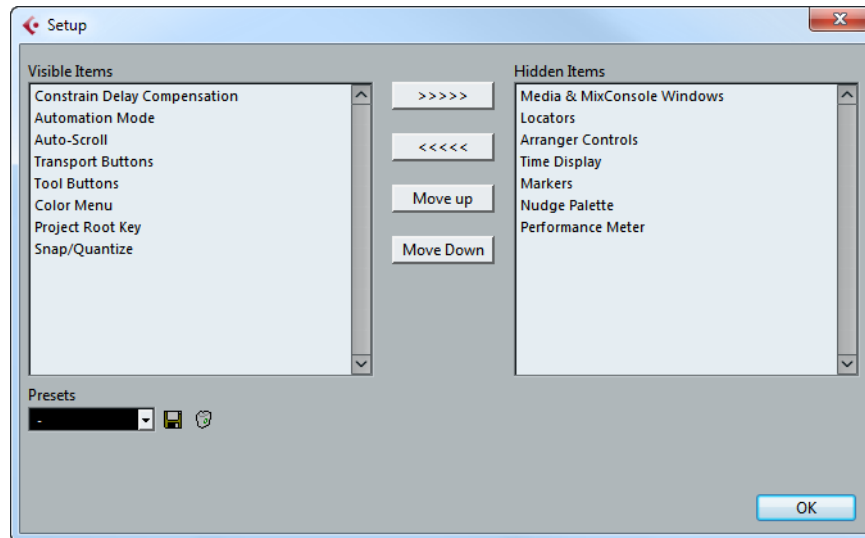 Setup
Visible Items
Constrain Delay Compensation
Automation Mode
Auto-Scroll
Transport Buttons
Tool Buttons
Color Menu
Project Root Key
Snap/Quantize
>>>>>
<<<<<
Move up
Move Down
Hidden Items
Media & MixConsole Windows
Locators
Arranger Controls
Time Display
Markers
Nudge Palette
Performance Meter
Presets
-
OK